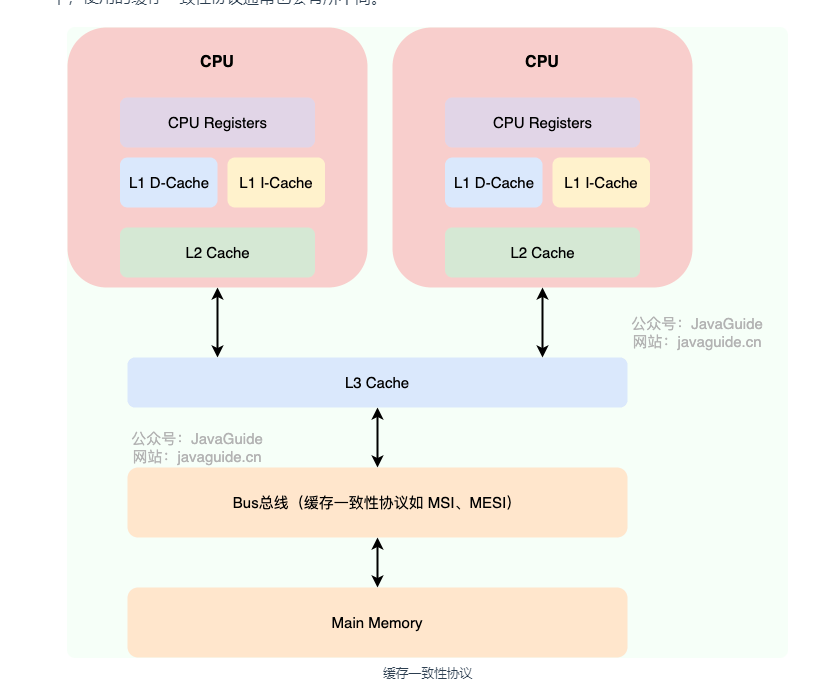 CPU
CPU
CPU Registers
CPU Registers
L1 D-Cache
L1 I-Cache
L1 D-Cache
L1 I-Cache
L2 Cache
L2 Cache
公众号：JavaGuide
网站：javaguide.cn
L3 Cache
公众号：JavaGuide
网站：javaguide.cn
Bus总线（缓存一致性协议如 MSI、MESI）
Main Memory
缓存一致性协议